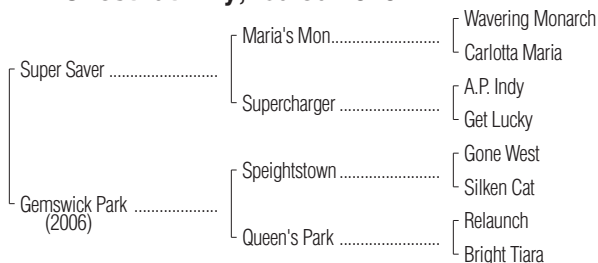 Wavering Monarch
Maria's Mon
Carlotta Maria
Super Saver
A.P. Indy
Supercharger
Get Lucky
Gone West
Speightstown
Silken Cat
Gemswick Park
(2006)
Relaunch
Queen's Park
Bright Tiara